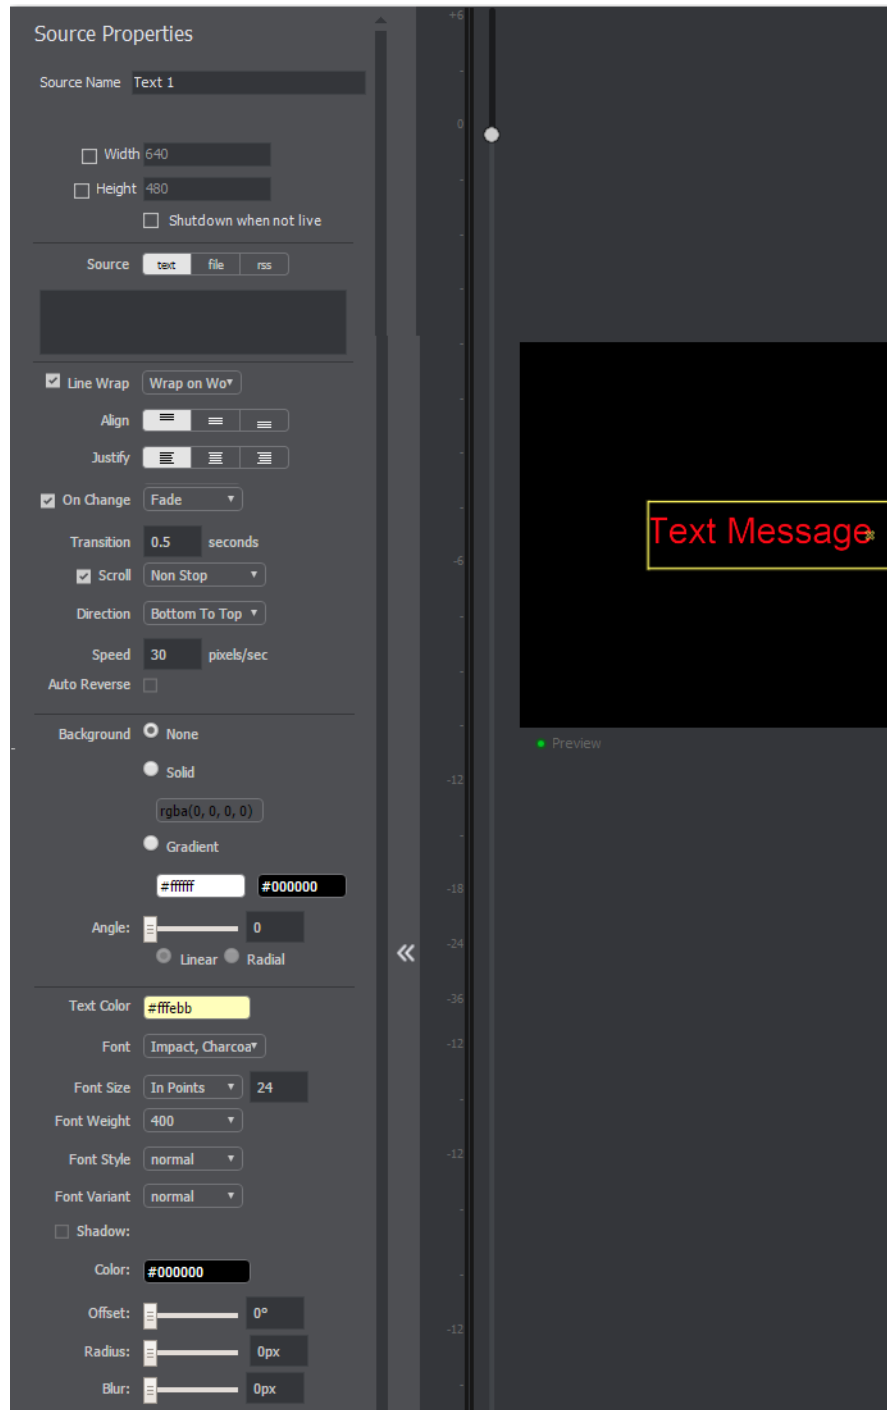 Source Properties
Source Name Text 1
Width 640
Height 480
Shutdown when not live
Source text file rss
Line Wrap Wrap on Wo
Align
Justify
On Change Fade
Transition 0.5 seconds
Scroll Non Stop
Direction Bottom To Top
Speed 30 pixels/sec
Auto Reverse
Background None
Solid
rgba(0, 0, 0, 0)
Gradient
#ffffff #000000
Angle: 0
Linear Radial
Text Color #fffebb
Font Impact, Charcoa
Font Size In Points 24
Font Weight 400
Font Style normal
Font Variant normal
Shadow:
Color: #000000
Offset: 0°
Radius: 0px
Blur: 0px
+6
0
-6
-12
-18
-24
-36
-12
-12
-12
Text Message
Preview